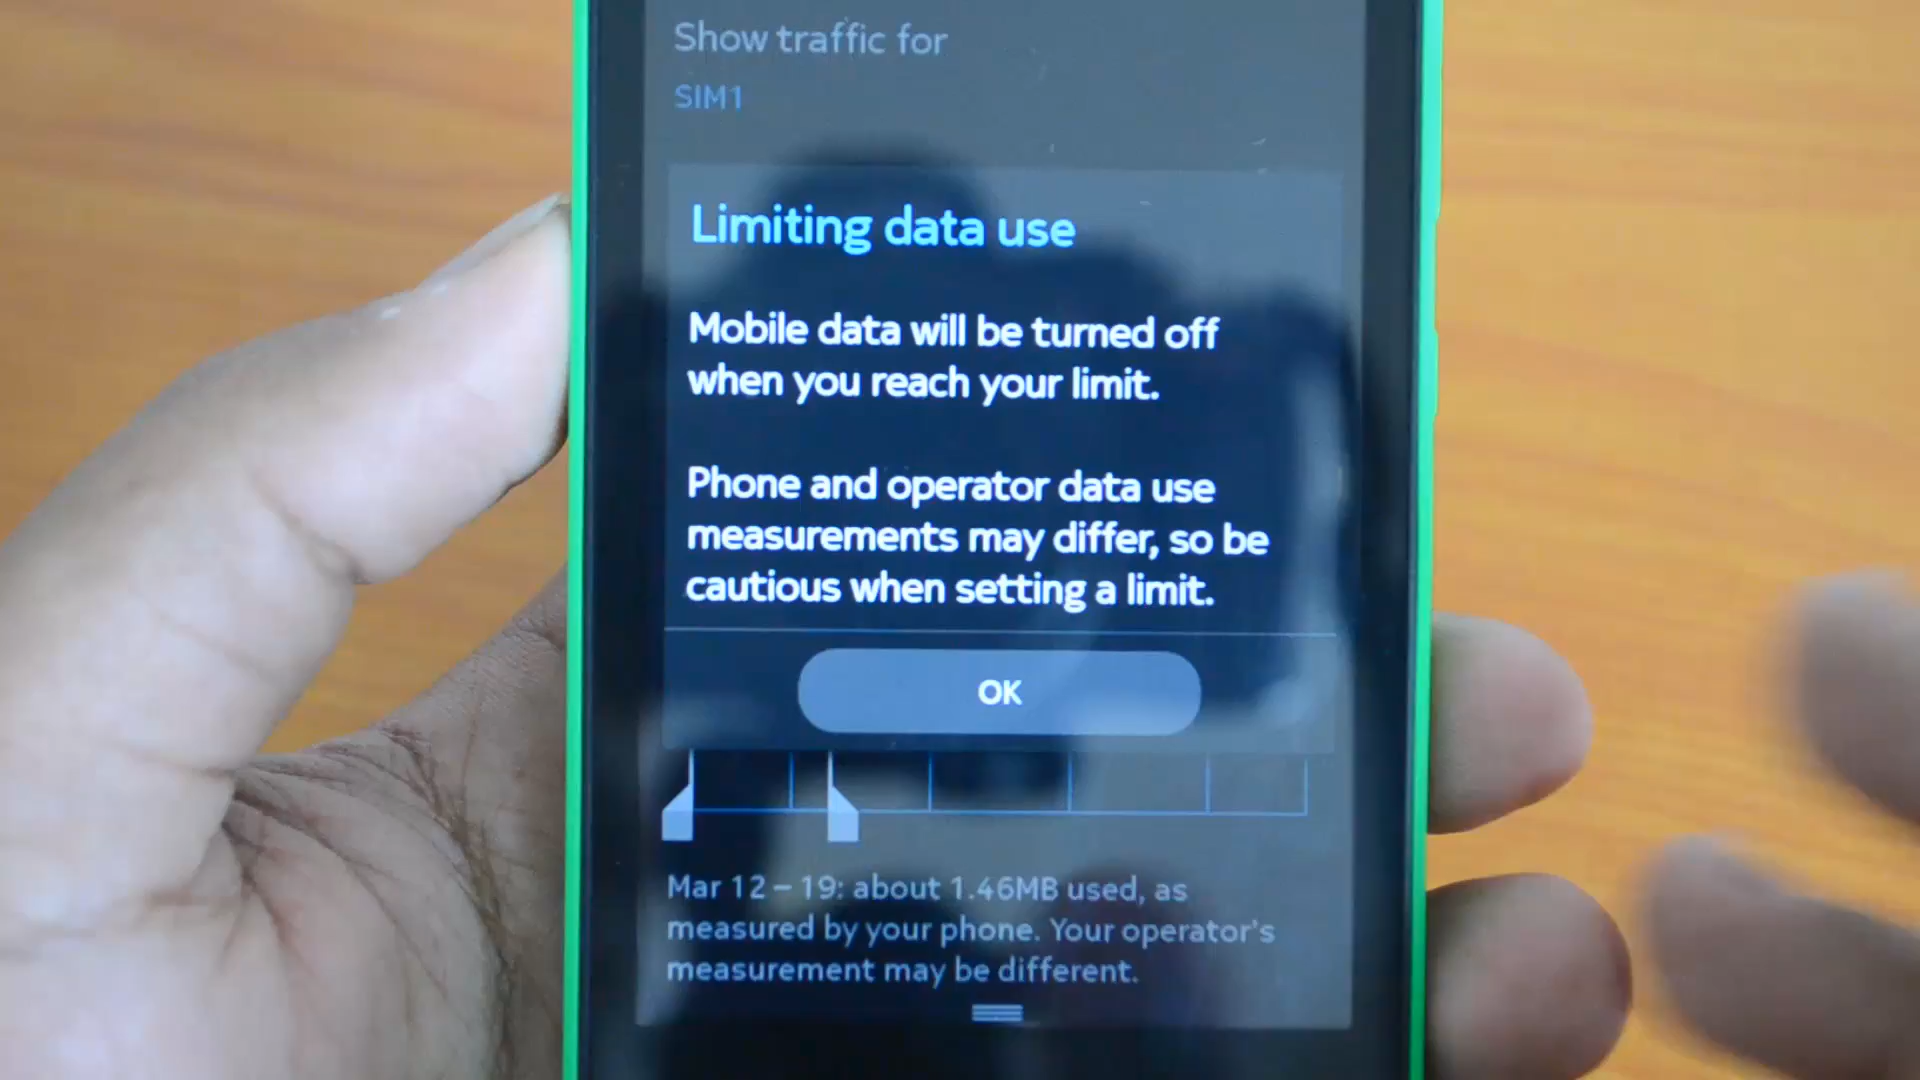 Show traffic for
SIM1
Limiting data use
Mobile data will be turned off
when you reach your limit.
Phone and operator data use
measurements may differ, so be
cautious when setting a limit.
OK
Mar 12 – 19: about 1.46MB used, as
measured by your phone. Your operator's
measurement may be different.